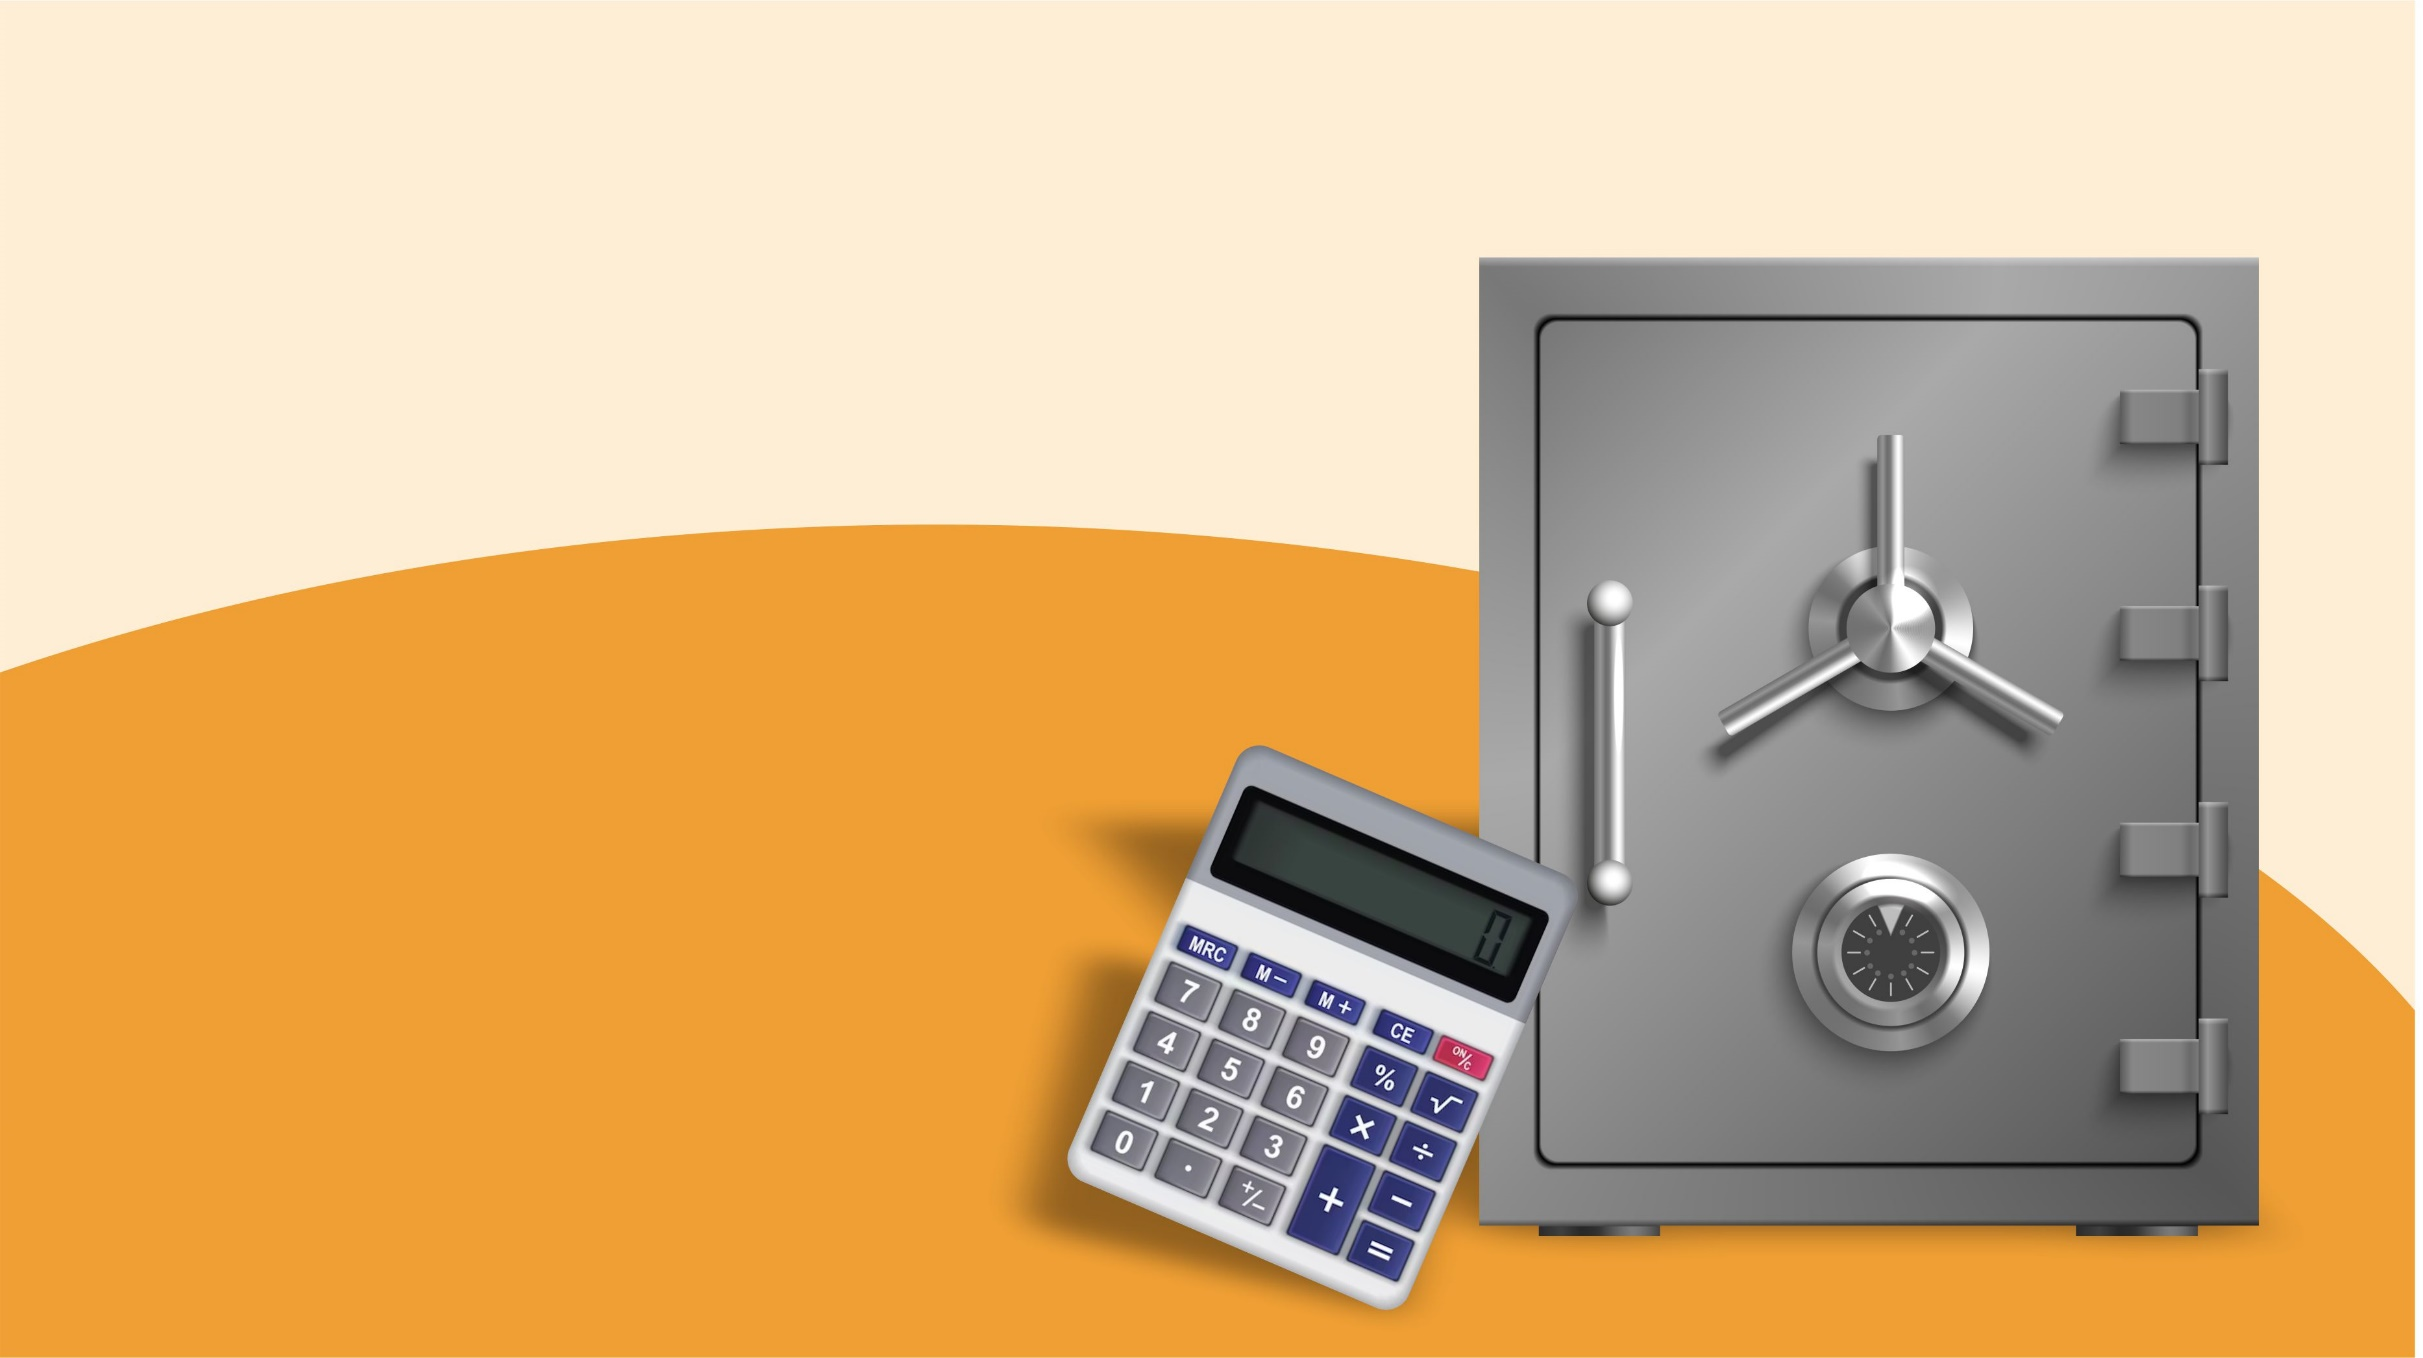 0
MRC M− M+ CE ON/C
7 8 9 % √
4 5 6 × ÷
1 2 3 + −
0 . +/− =